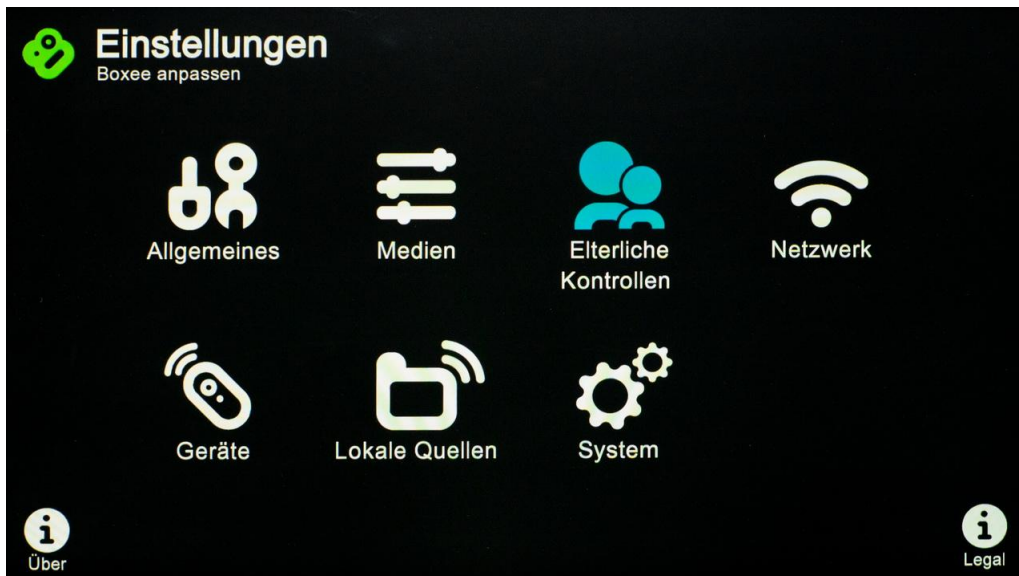 Einstellungen
Boxee anpassen
Allgemeines
Medien
Elterliche
Kontrollen
Netzwerk
Geräte
Lokale Quellen
System
Über
Legal